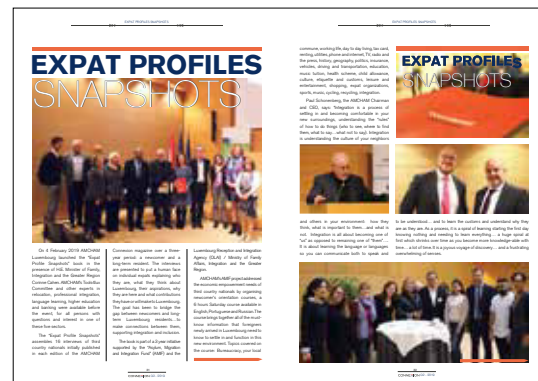 EXPAT PROFILES SNAPSHOTS
EXPAT PROFILES
SNAPSHOTS
On 4 February 2019 AMCHAM
Luxembourg launched the "Expat
Profile Snapshots" book in the
presence of HE Minister of Family,
Integration and the Greater Region
Corinne Cahen. AMCHAM's Tools4biz
Committee and other experts in
relocation, professional integration,
language learning, higher education
and banking were available before
the event, for all persons with
questions and interest in one of
these five sectors.
The "Expat Profile Snapshots"
assembles 16 interviews of third
country nationals initially published
in each edition of the AMCHAM
Connexion magazine over a three-
year period: a newcomer and a
long-term resident. The interviews
are presented to put a human face
on individual expats explaining who
they are, what they think about
Luxembourg, their aspirations, why
they are here and what contributions
they have or will make to Luxembourg.
The goal has been to bridge the
gap between newcomers and long-
term Luxembourg residents...to
make connections between them,
supporting integration and inclusion.
The book is part of a 3-year initiative
supported by the "Asylum, Migration
and Integration Fund" (AMIF) and the
Luxembourg Reception and Integration
Agency (OLAI) / Ministry of Family
Affairs, Integration and the Greater
Region.
AMCHAM's AMIF project addressed
the economic empowerment needs of
third country nationals by organising
newcomer's orientation courses, a
8 hours Saturday course available in
English, Portuguese and Russian. The
course brings together all of the must-
know information that foreigners
newly arrived in Luxembourg need to
know to settle in and function in this
new environment. Topics covered on
the course: Bureaucracy, your local
CONNEXION Q2, 2019
EXPAT PROFILES SNAPSHOTS
commune, working life, day to day living, tax card,
renting, utilities, phone and internet, TV, radio and
the press, history, geography, politics, insurance,
vehicles, driving and transportation, education,
music tuition, health scheme, child allowance,
culture, etiquette and customs, leisure and
entertainment, shopping, expat organizations,
sports, music, cycling, recycling, integration.
Paul Schonenberg, the AMCHAM Chairman
and CEO, says: "Integration is a process of
settling in and becoming comfortable in your
new surroundings, understanding the "rules"
of how to do things (who to see, where to find
them, what to say... what not to say). Integration
is understanding the culture of your neighbors
and others in your environment: how they
think, what is important to them...and what is
not. Integration is all about becoming one of
"us" as opposed to remaining one of "them"....
It is about learning the language or languages
so you can communicate both to speak and
EXPAT PROFILES
SNAPSHOTS
to be understood... and to learn the customs and understand why they
are as they are. As a process, it is a spiral of learning starting the first day
knowing nothing and needing to learn everything... a huge spiral at
first which shrinks over time as you become more knowledge-able with
time... a lot of time. It is a joyous voyage of discovery... and a frustrating
overwhelming of senses.
CONNEXION Q2, 2019